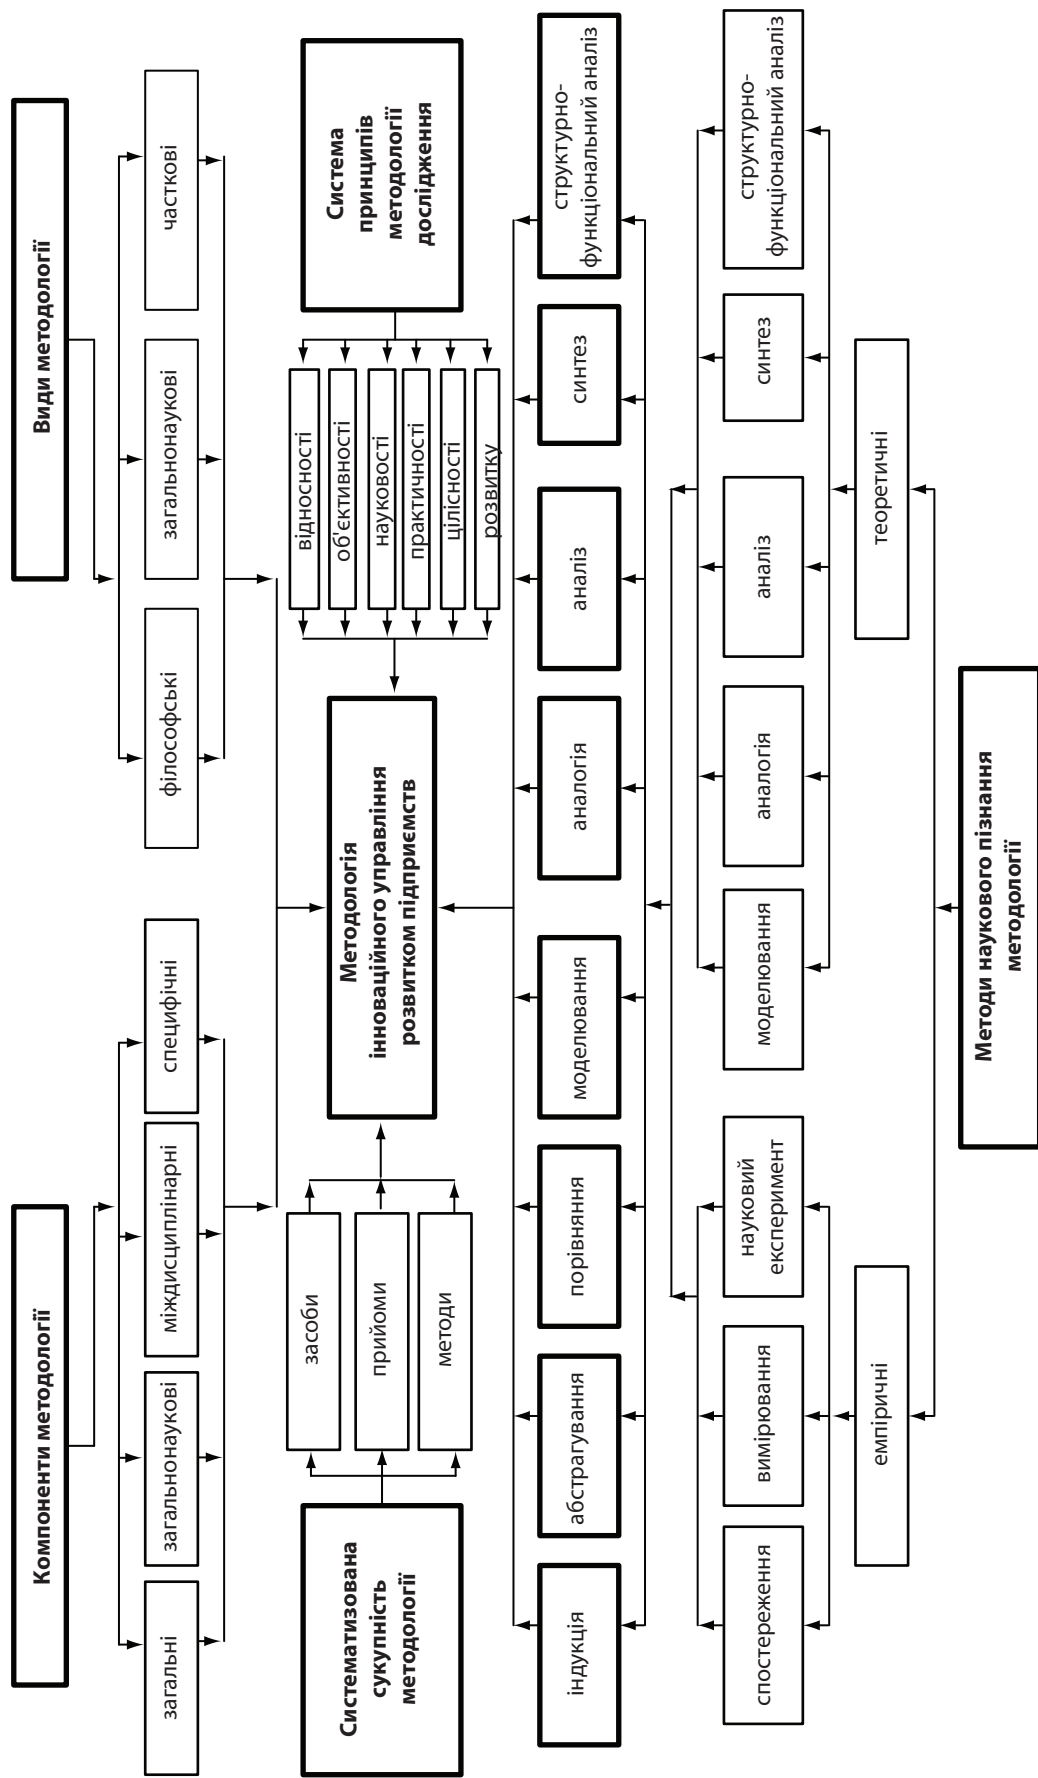 Компоненти методології
Види методології
загальні
загальнонаукові
міждисциплінарні
специфічні
філософські
загальнонаукові
часткові
Систематизована
сукупність
методології
засоби
прийоми
методи
Методологія
інноваційного управління
розвитком підприємств
відносності
об'єктивності
науковості
практичності
цілісності
розвитку
Система
принципів
методології
дослідження
індукція
абстрагування
порівняння
моделювання
аналогія
аналіз
синтез
структурно-
функціональний аналіз
спостереження
вимірювання
науковий
експеримент
моделювання
аналогія
аналіз
синтез
структурно-
функціональний аналіз
емпіричні
теоретичні
Методи наукового пізнання
методології